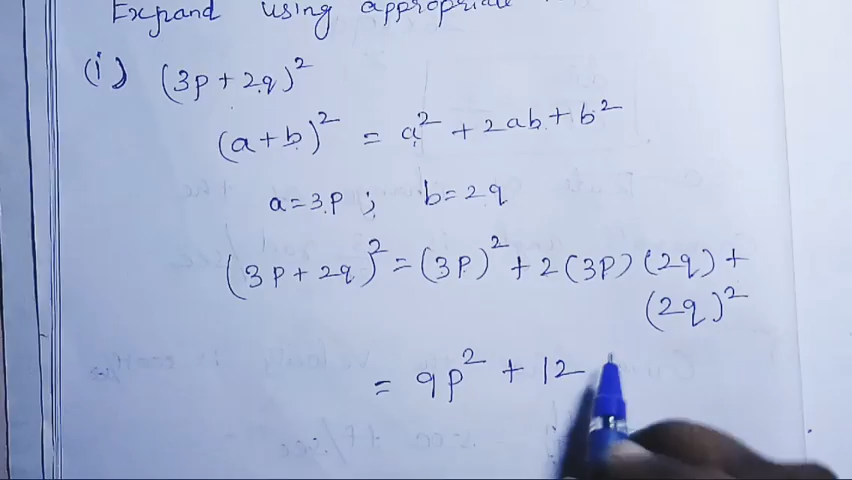 Expand using appropriate
(i) (3p + 2q)²
(a + b)² = a² + 2ab + b²
a = 3p ; b = 2q
(3p + 2q)² = (3p)² + 2(3p) (2q) +
(2q)²
= 9p² + 12